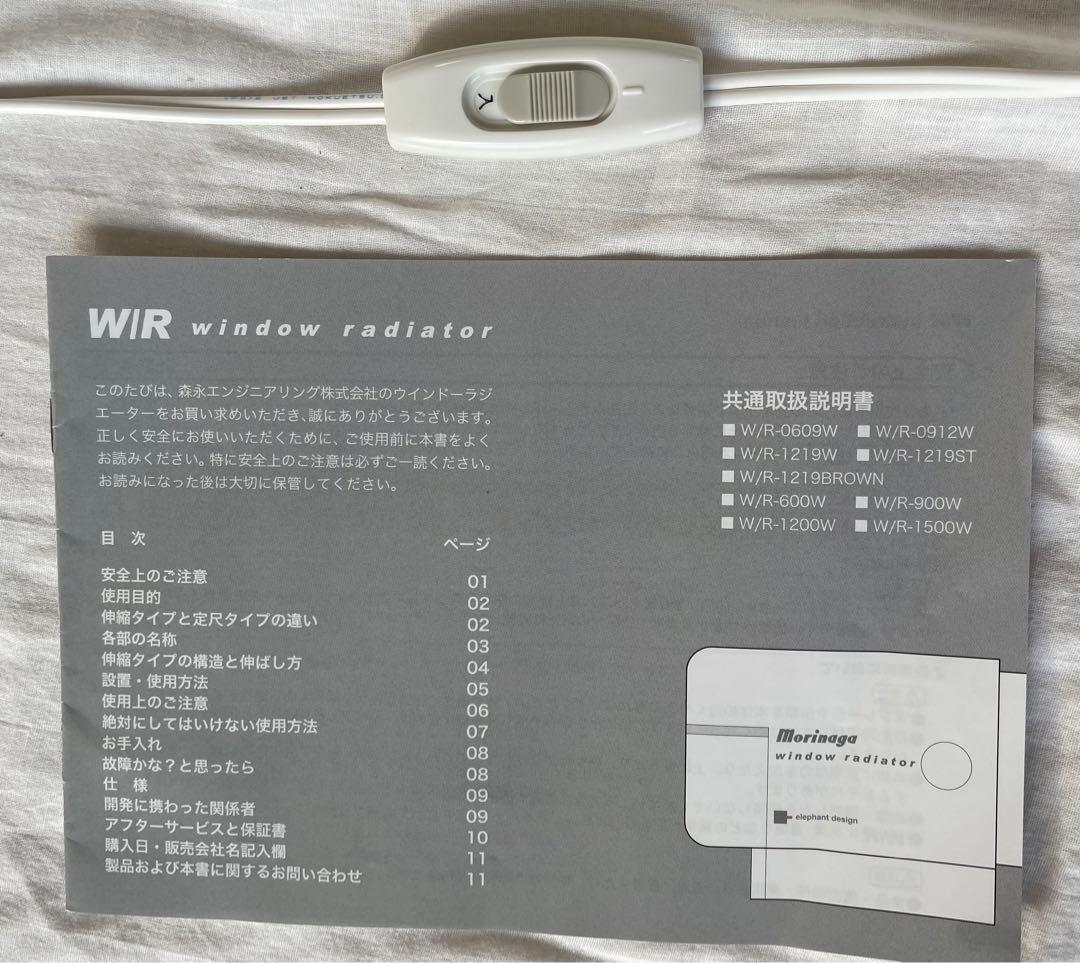 入
W/R window radiator
このたびは、森永エンジニアリング株式会社のウインドーラジ
エーターをお買い求めいただき、誠にありがとうございます。
正しく安全にお使いいただくために、ご使用前に本書をよく
お読みください。特に安全上のご注意は必ずご一読ください。
お読みになった後は大切に保管してください。
目 次 ページ
安全上のご注意 01
使用目的 02
伸縮タイプと定尺タイプの違い 02
各部の名称 03
伸縮タイプの構造と伸ばし方 04
設置・使用方法 05
使用上のご注意 06
絶対にしてはいけない使用方法 07
お手入れ 08
故障かな？と思ったら 08
仕 様 09
開発に携わった関係者 09
アフターサービスと保証書 10
購入日・販売会社名記入欄 11
製品および本書に関するお問い合わせ 11
共通取扱説明書
■ W/R-0609W ■ W/R-0912W
■ W/R-1219W ■ W/R-1219ST
■ W/R-1219BROWN
■ W/R-600W ■ W/R-900W
■ W/R-1200W ■ W/R-1500W
Morinaga
window radiator
elephant design